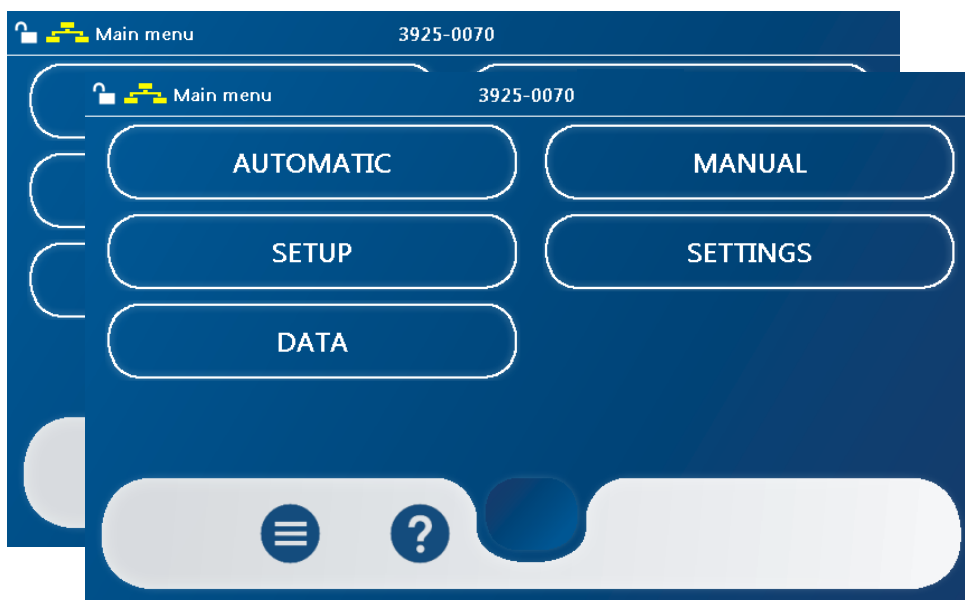 Main menu 3925-0070
Main menu 3925-0070
AUTOMATIC MANUAL
SETUP SETTINGS
DATA
?